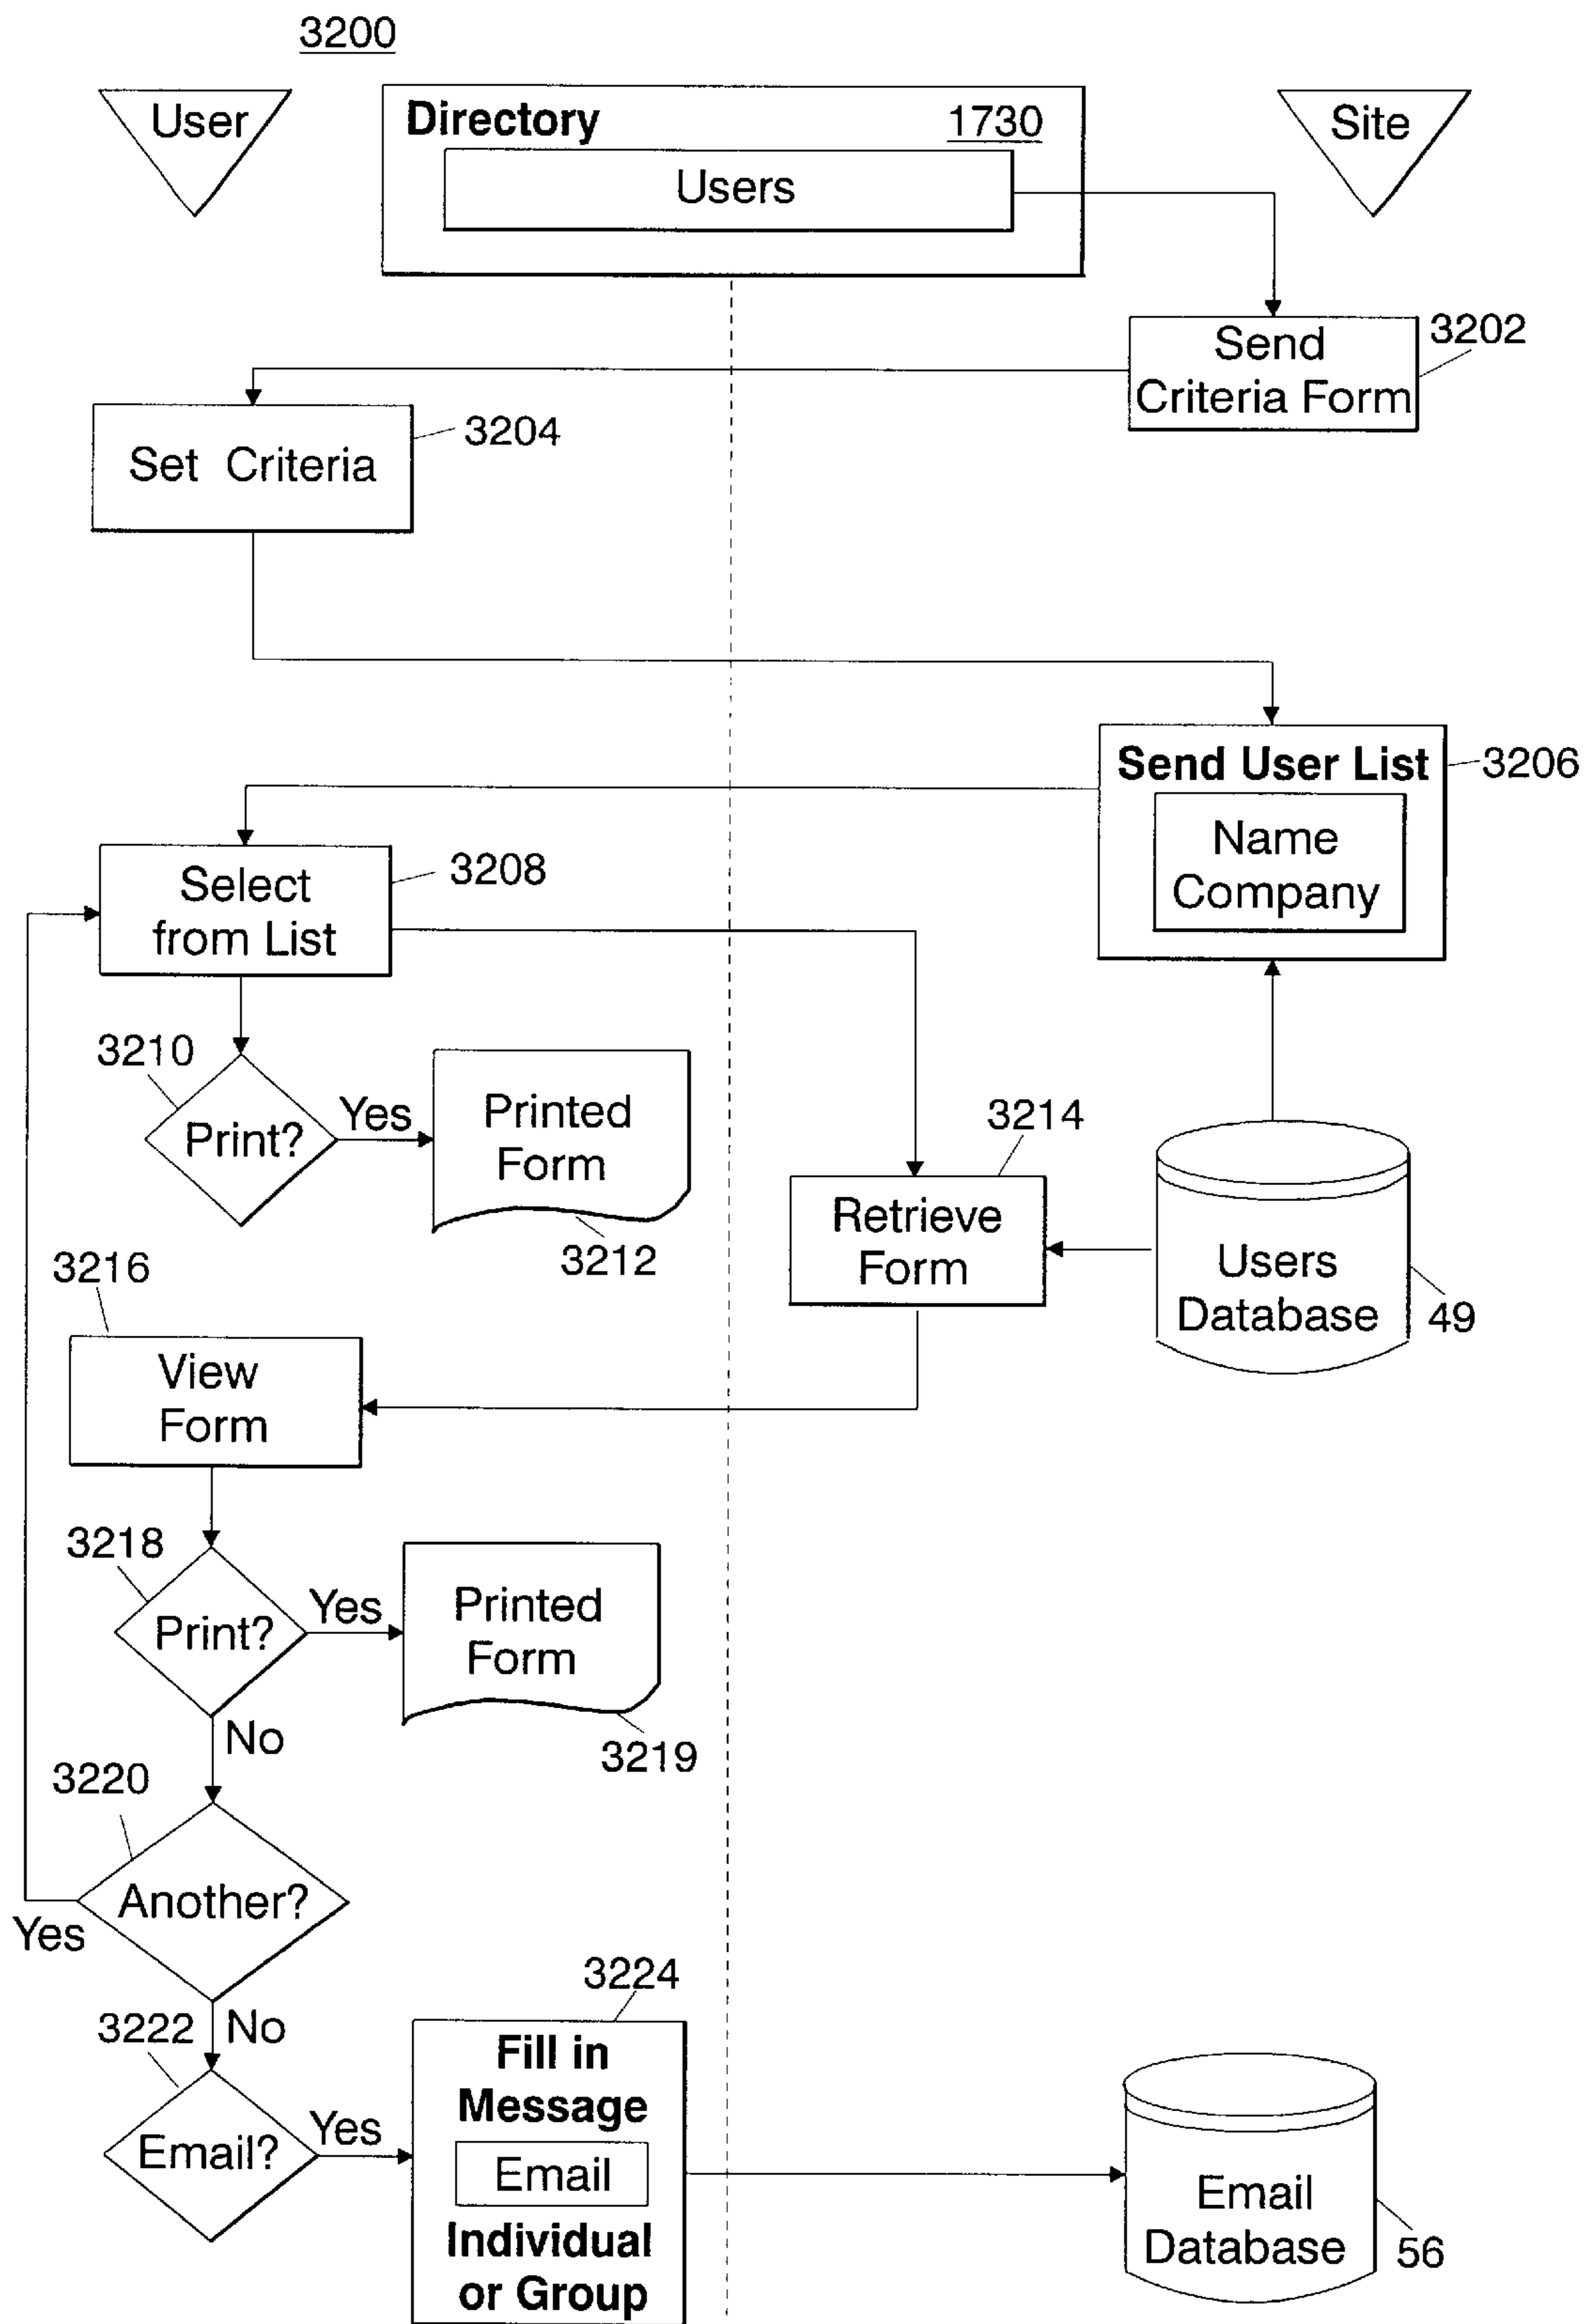 3200
User
Directory
1730
Site
Users
Send
Criteria Form
3202
Set Criteria
3204
Send User List
3206
Name
Company
Select
from List
3208
3210
Print?
Yes
Printed
Form
3212
3214
Retrieve
Form
Users
Database
49
3216
View
Form
3218
Print?
Yes
Printed
Form
3219
No
3220
Another?
Yes
No
3222
Email?
Yes
3224
Fill in
Message
Email
Individual
or Group
Email
Database
56